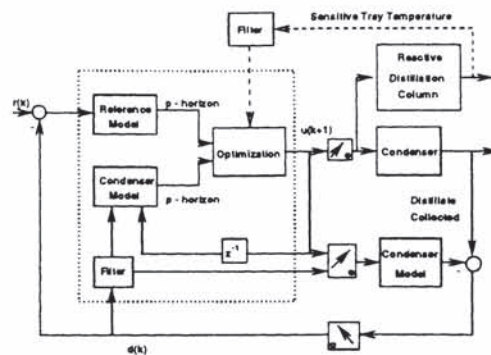 Sensitive Tray Temperature
Filter
Reactive
Distillation
Column
r(k)
-
Reference
Model
p - horizon
Optimization
u(k+1)
Condenser
Condenser
Model
p - horizon
Distillate
Collected
z⁻¹
Filter
Condenser
Model
-
d(k)